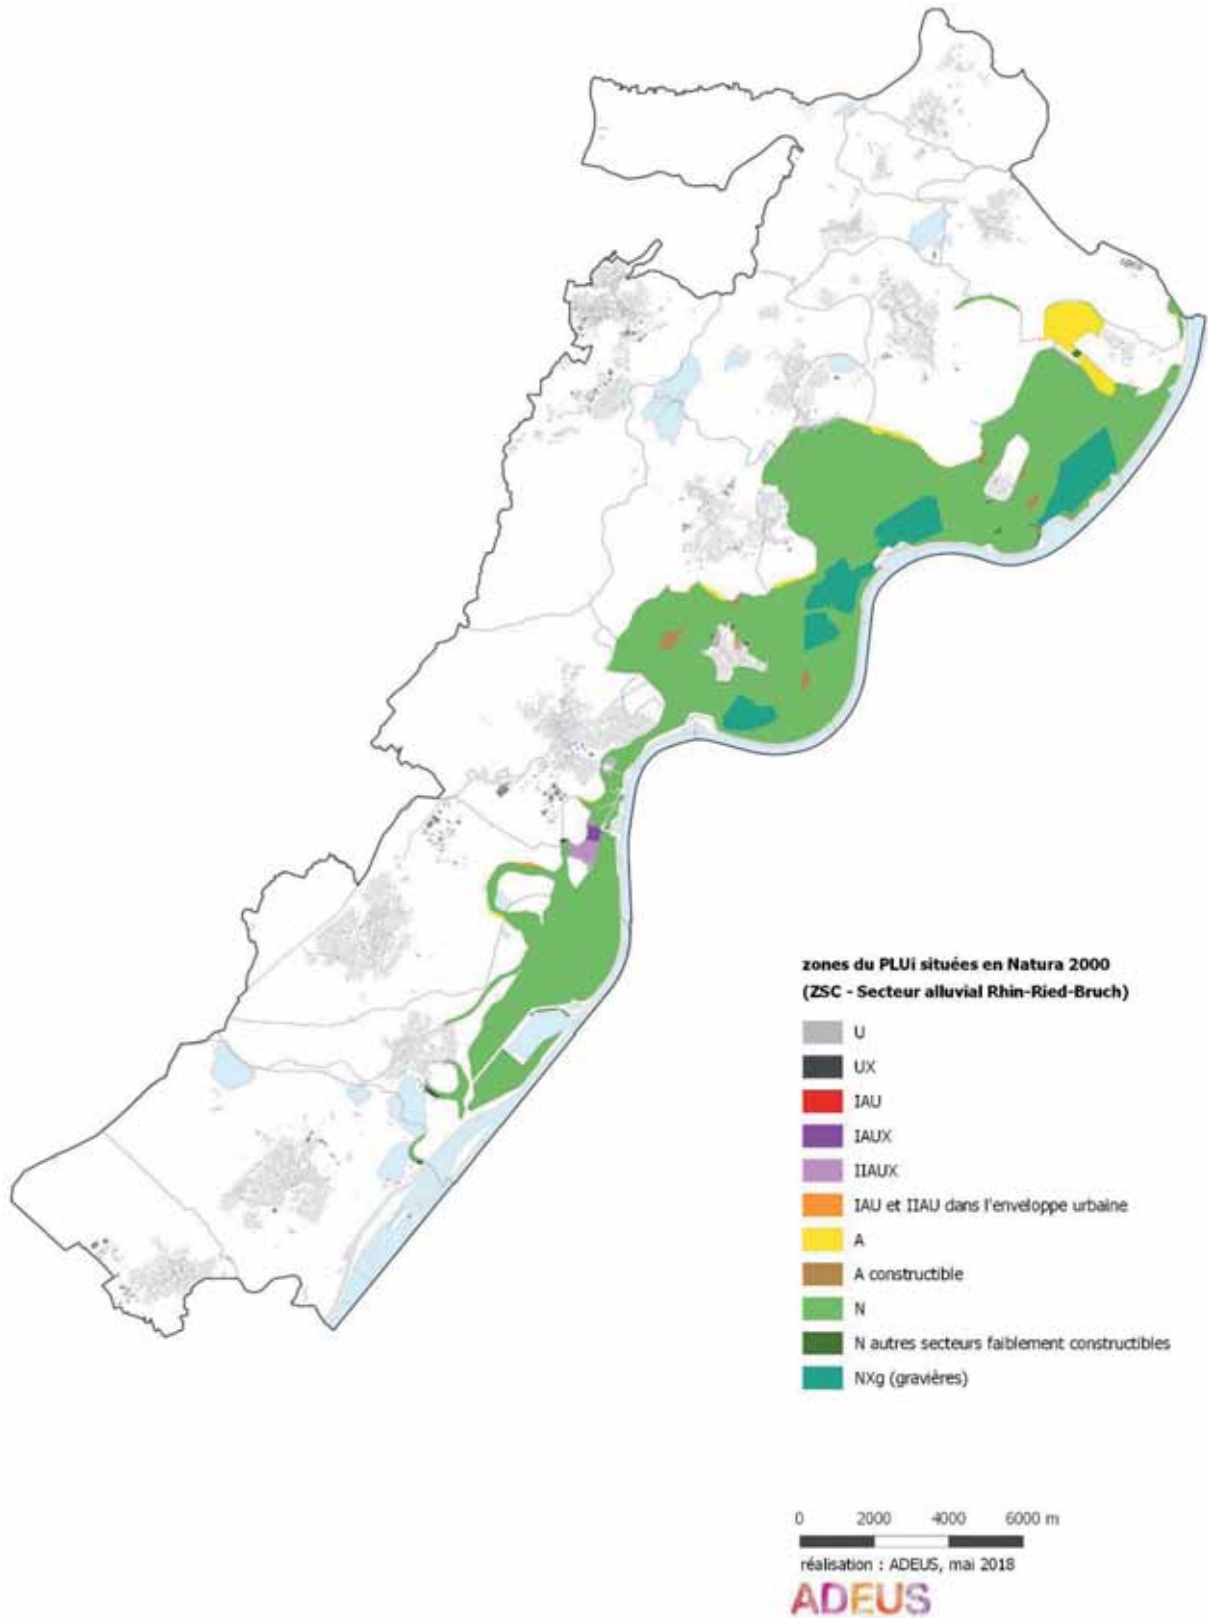 zones du PLUi situées en Natura 2000
(ZSC - Secteur alluvial Rhin-Ried-Bruch)
U
UX
IAU
IAUX
IIAUX
IAU et IIAU dans l'enveloppe urbaine
A
A constructible
N
N autres secteurs faiblement constructibles
NXg (gravières)
0 2000 4000 6000 m
réalisation : ADEUS, mai 2018
ADEUS